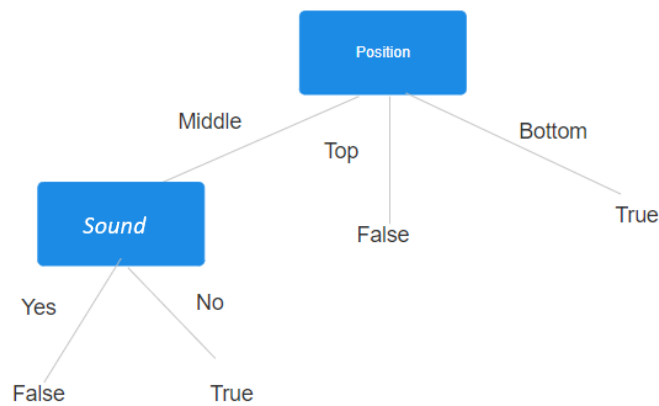 Position
Middle
Top
Bottom
Sound
False
True
Yes
No
False
True